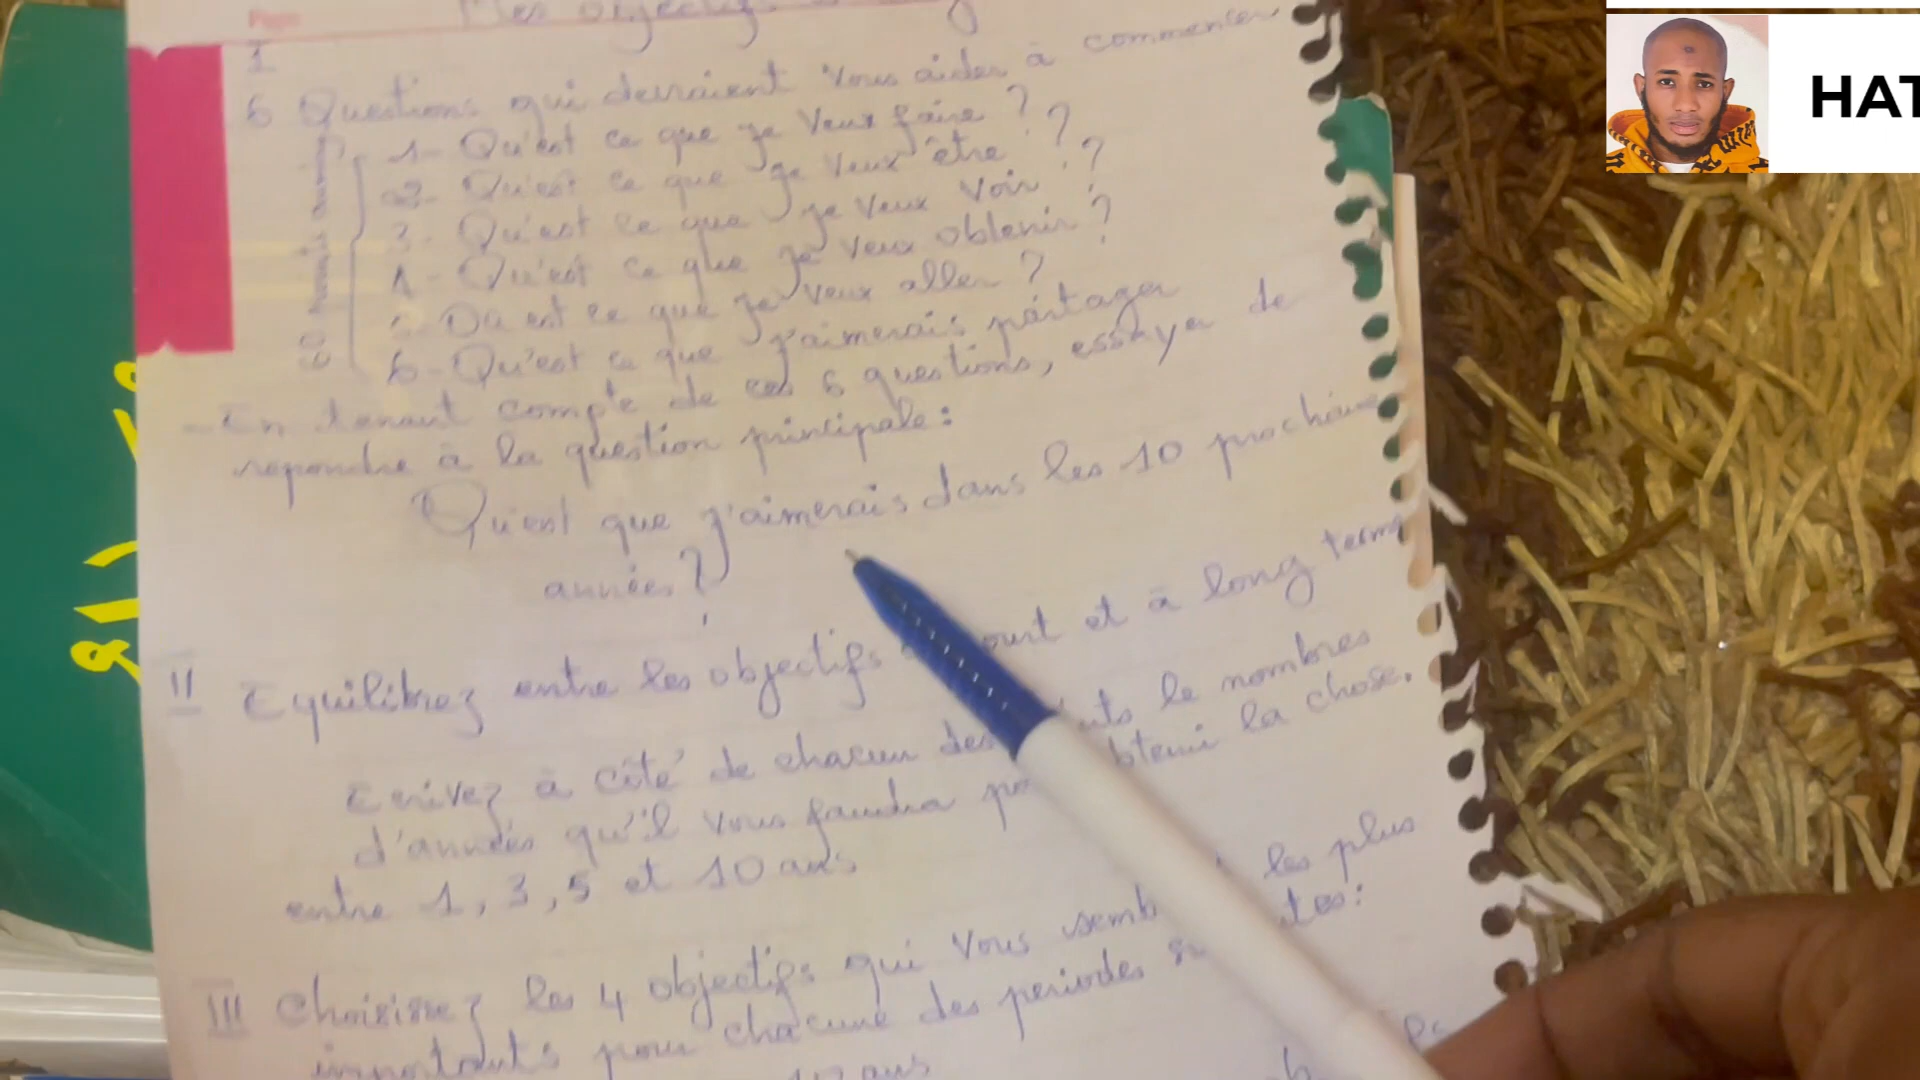 Mes objectifs
HAT
I
6 Questions qui devraient vous aider à commencer
1- Qu'est ce que je veux faire ?
2- Qu'est ce que je veux être ?
3- Qu'est ce que je veux voir ?
4- Qu'est ce que je veux obtenir ?
5- Où est ce que je veux aller ?
6- Qu'est ce que j'aimerais partager
- En tenant compte de ces 6 questions, essayer de
repondre à la question principale :
Qu'est que j'aimerais dans les 10 prochaines
années ?
II Equilibrez entre les objectifs court et à long terme
Ecrivez à côté de chacun des le nombres
d'années qu'il vous faudra la chose.
entre 1, 3, 5 et 10 ans
III Choisissez les 4 objectifs qui vous les plus
importants pour chacune des periodes
10 ans